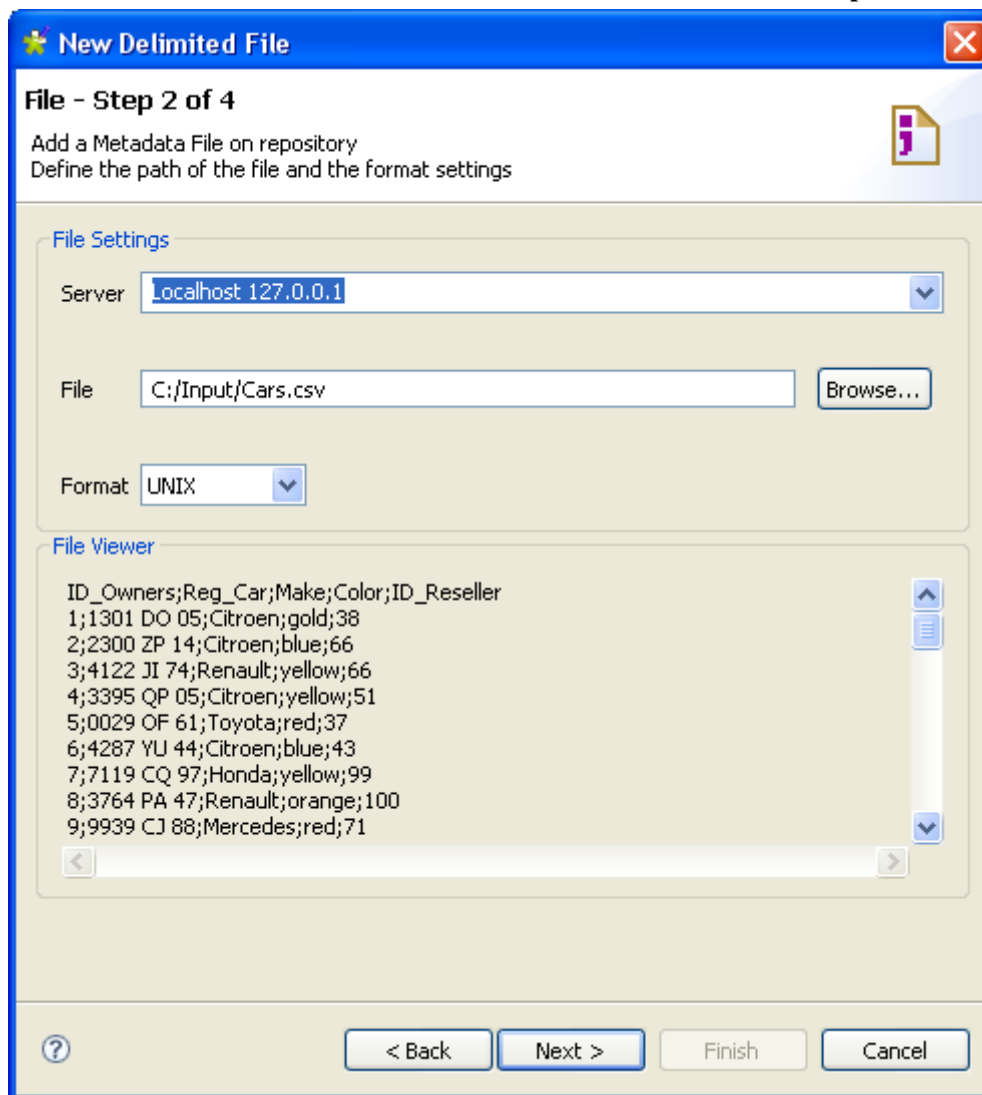 New Delimited File
File - Step 2 of 4
Add a Metadata File on repository
Define the path of the file and the format settings
File Settings
Server Localhost 127.0.0.1
File C:/Input/Cars.csv Browse...
Format UNIX
File Viewer
ID_Owners;Reg_Car;Make;Color;ID_Reseller
1;1301 DO 05;Citroen;gold;38
2;2300 ZP 14;Citroen;blue;66
3;4122 JI 74;Renault;yellow;66
4;3395 QP 05;Citroen;yellow;51
5;0029 OF 61;Toyota;red;37
6;4287 YU 44;Citroen;blue;43
7;7119 CQ 97;Honda;yellow;99
8;3764 PA 47;Renault;orange;100
9;9939 CJ 88;Mercedes;red;71
< Back Next > Finish Cancel